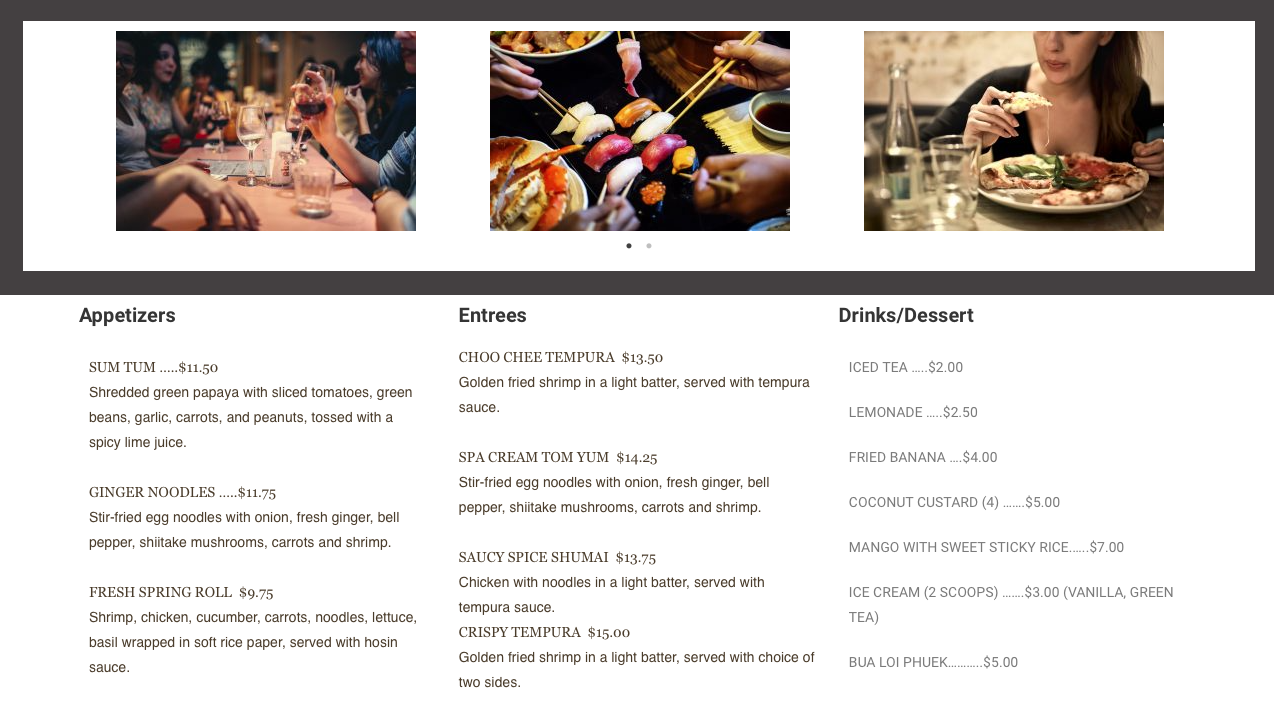 Appetizers
SUM TUM .....$11.50
Shredded green papaya with sliced tomatoes, green
beans, garlic, carrots, and peanuts, tossed with a
spicy lime juice.
GINGER NOODLES .....$11.75
Stir-fried egg noodles with onion, fresh ginger, bell
pepper, shiitake mushrooms, carrots and shrimp.
FRESH SPRING ROLL  $9.75
Shrimp, chicken, cucumber, carrots, noodles, lettuce,
basil wrapped in soft rice paper, served with hosin
sauce.
Entrees
CHOO CHEE TEMPURA  $13.50
Golden fried shrimp in a light batter, served with tempura
sauce.
SPA CREAM TOM YUM  $14.25
Stir-fried egg noodles with onion, fresh ginger, bell
pepper, shiitake mushrooms, carrots and shrimp.
SAUCY SPICE SHUMAI  $13.75
Chicken with noodles in a light batter, served with
tempura sauce.
CRISPY TEMPURA  $15.00
Golden fried shrimp in a light batter, served with choice of
two sides.
Drinks/Dessert
ICED TEA …..$2.00
LEMONADE …..$2.50
FRIED BANANA ….$4.00
COCONUT CUSTARD (4) …….$5.00
MANGO WITH SWEET STICKY RICE……$7.00
ICE CREAM (2 SCOOPS) …….$3.00 (VANILLA, GREEN
TEA)
BUA LOI PHUEK………..$5.00